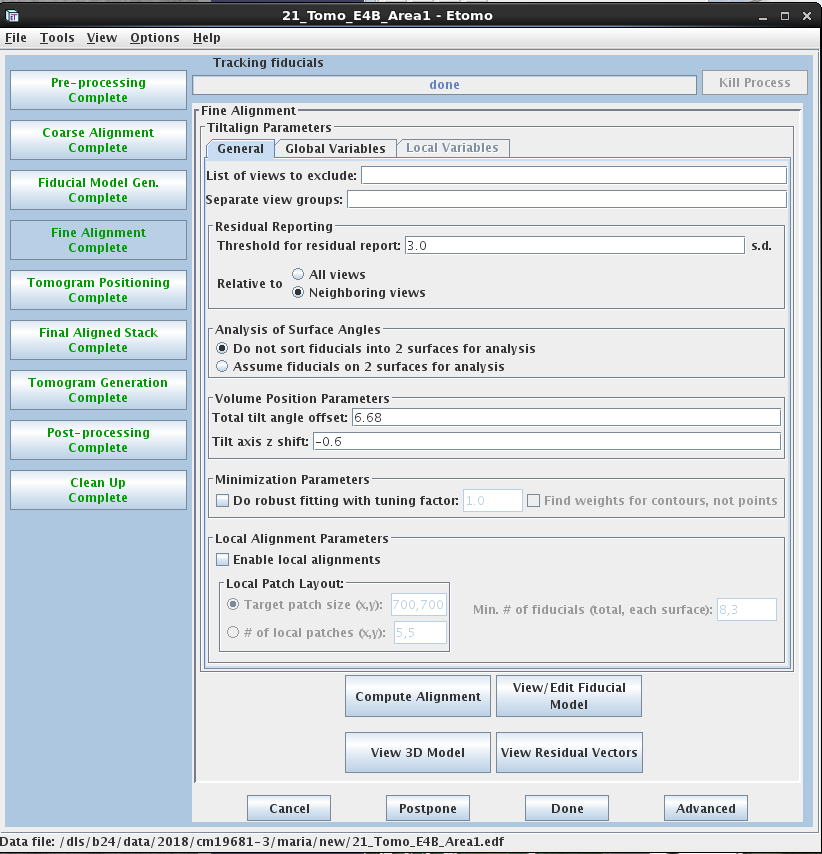 21_Tomo_E4B_Area1 - Etomo
File Tools View Options Help
Tracking fiducials
done
Kill Process
Pre-processing
Complete
Coarse Alignment
Complete
Fiducial Model Gen.
Complete
Fine Alignment
Complete
Tomogram Positioning
Complete
Final Aligned Stack
Complete
Tomogram Generation
Complete
Post-processing
Complete
Clean Up
Complete
Fine Alignment
Tiltalign Parameters
General Global Variables Local Variables
List of views to exclude:
Separate view groups:
Residual Reporting
Threshold for residual report: 3.0 s.d.
Relative to
All views
Neighboring views
Analysis of Surface Angles
Do not sort fiducials into 2 surfaces for analysis
Assume fiducials on 2 surfaces for analysis
Volume Position Parameters
Total tilt angle offset: 6.68
Tilt axis z shift: -0.6
Minimization Parameters
Do robust fitting with tuning factor: 1.0 Find weights for contours, not points
Local Alignment Parameters
Enable local alignments
Local Patch Layout:
Target patch size (x,y): 700,700
# of local patches (x,y): 5,5
Min. # of fiducials (total, each surface): 8,3
Compute Alignment
View/Edit Fiducial
Model
View 3D Model
View Residual Vectors
Cancel Postpone Done Advanced
Data file: /dls/b24/data/2018/cm19681-3/maria/new/21_Tomo_E4B_Area1.edf